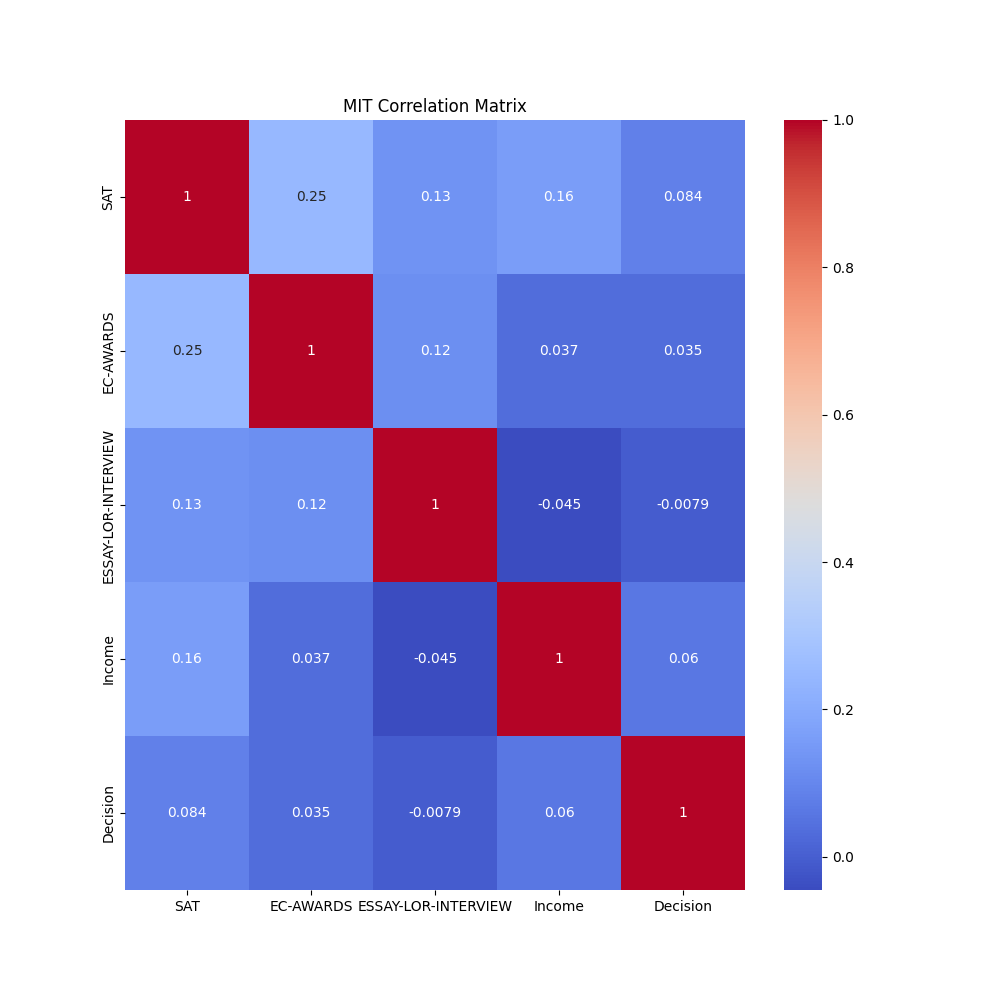 MIT Correlation Matrix
SAT
1
0.25
0.13
0.16
0.084
EC-AWARDS
0.25
1
0.12
0.037
0.035
ESSAY-LOR-INTERVIEW
0.13
0.12
1
-0.045
-0.0079
Income
0.16
0.037
-0.045
1
0.06
Decision
0.084
0.035
-0.0079
0.06
1
SAT
EC-AWARDS
ESSAY-LOR-INTERVIEW
Income
Decision
1.0
0.8
0.6
0.4
0.2
0.0